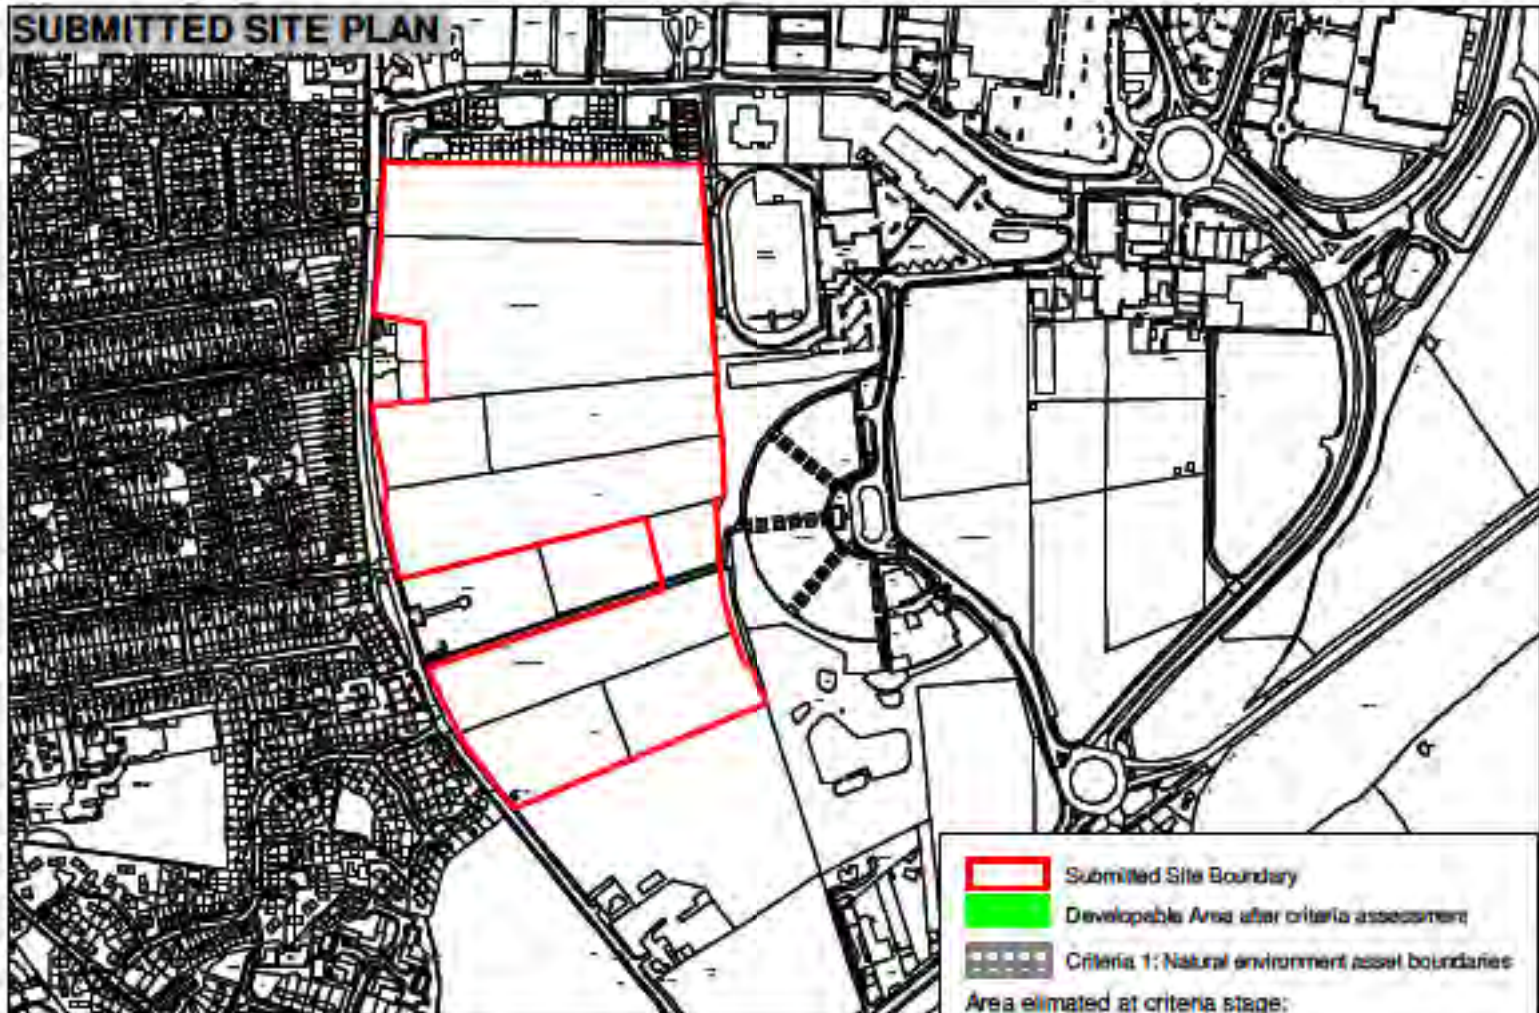 SUBMITTED SITE PLAN
Submitted Site Boundary
Developable Area after criteria assessment
Criteria 1: Natural environment asset boundaries
Area elimated at criteria stage: